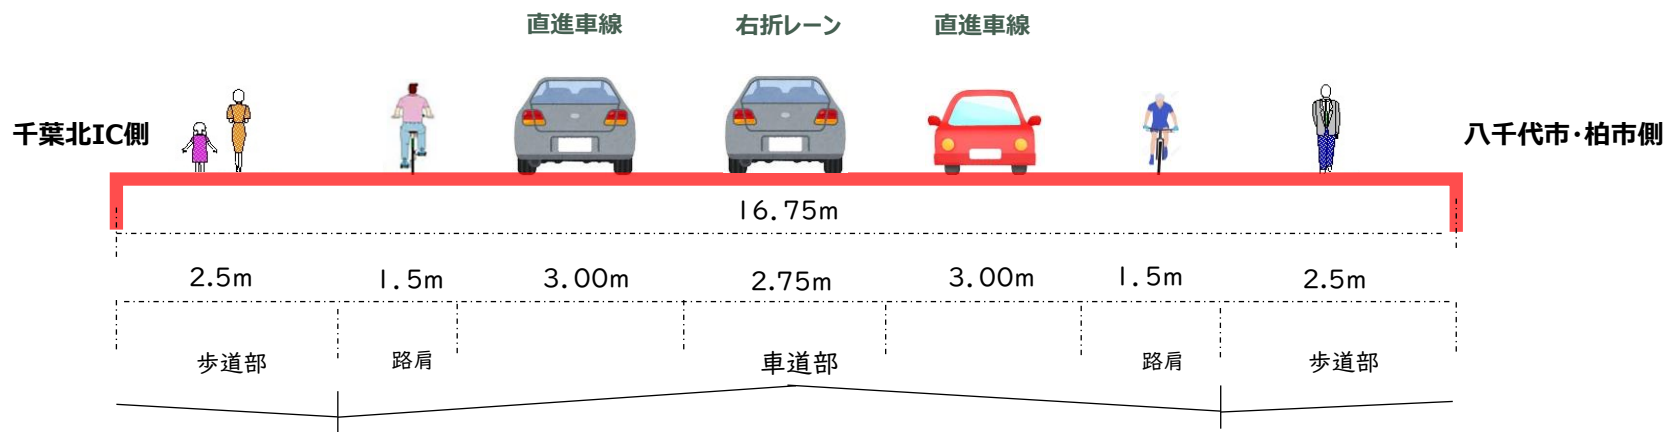 直進車線 右折レーン 直進車線
千葉北IC側
八千代市・柏市側
16.75m
2.5m 1.5m 3.00m 2.75m 3.00m 1.5m 2.5m
歩道部 路肩 車道部 路肩 歩道部